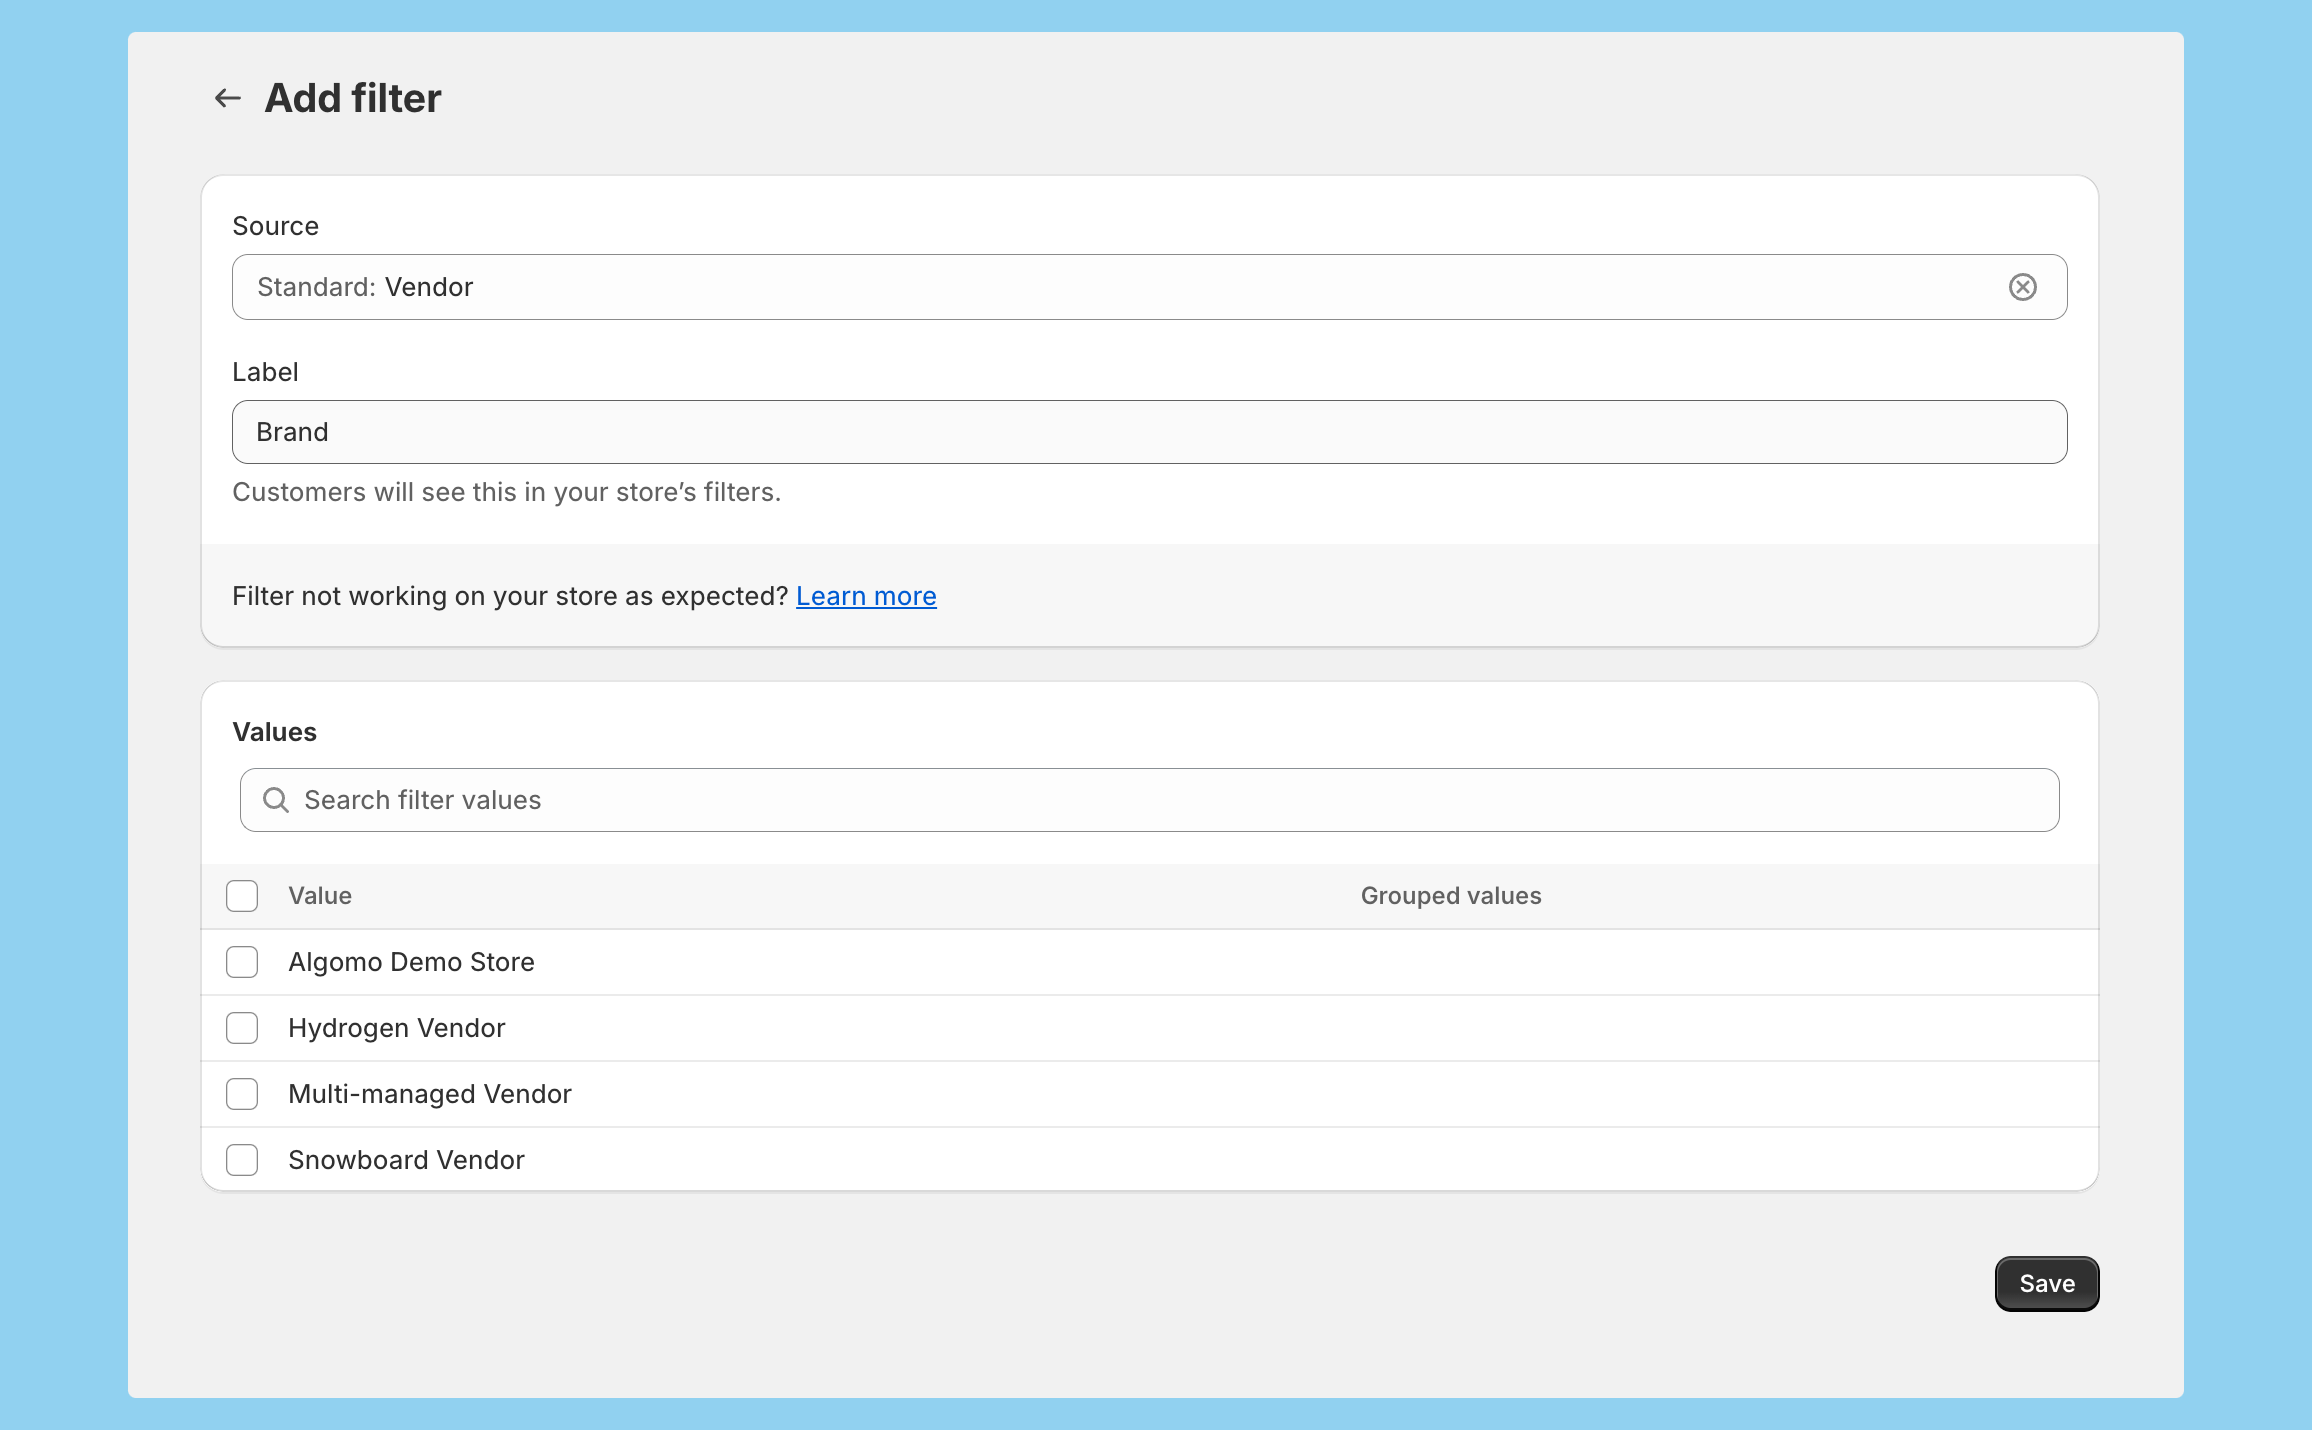 Add filter
Source
Standard: Vendor
Label
Brand
Customers will see this in your store’s filters.
Filter not working on your store as expected? Learn more
Values
Search filter values
Value Grouped values
Algomo Demo Store
Hydrogen Vendor
Multi-managed Vendor
Snowboard Vendor
Save